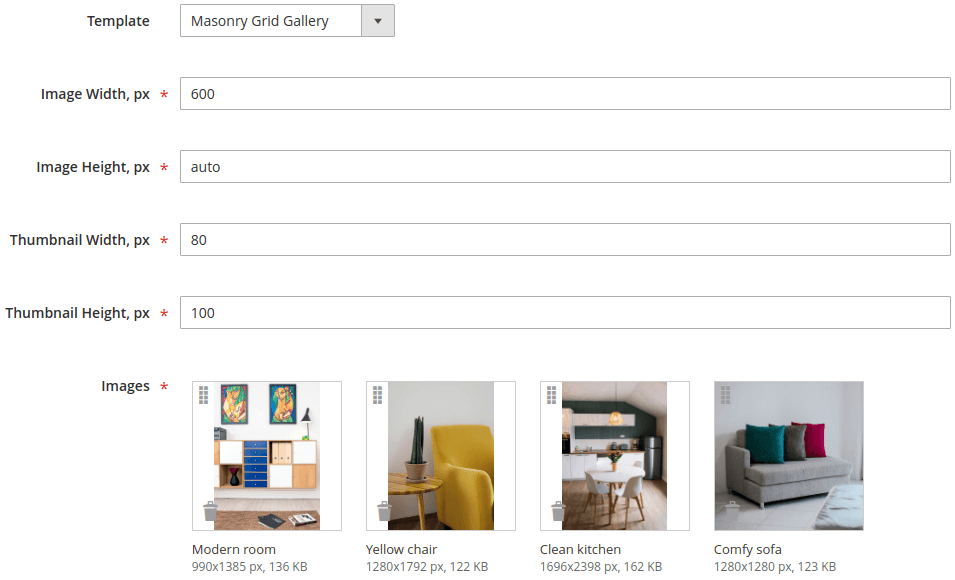 Template Masonry Grid Gallery
Image Width, px * 600
Image Height, px * auto
Thumbnail Width, px * 80
Thumbnail Height, px * 100
Images *
Modern room Yellow chair Clean kitchen Comfy sofa
990x1385 px, 136 KB 1280x1792 px, 122 KB 1696x2398 px, 162 KB 1280x1280 px, 123 KB